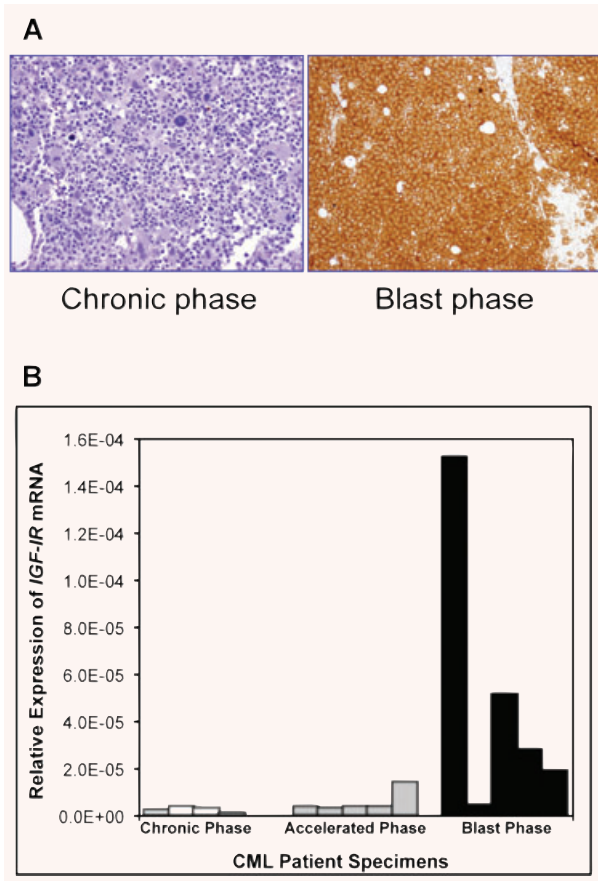 A
Chronic phase
Blast phase
B
Relative Expression of IGF-IR mRNA
1.6E-04
1.4E-04
1.2E-04
1.0E-04
8.0E-05
6.0E-05
4.0E-05
2.0E-05
0.0E+00
Chronic Phase
Accelerated Phase
Blast Phase
CML Patient Specimens